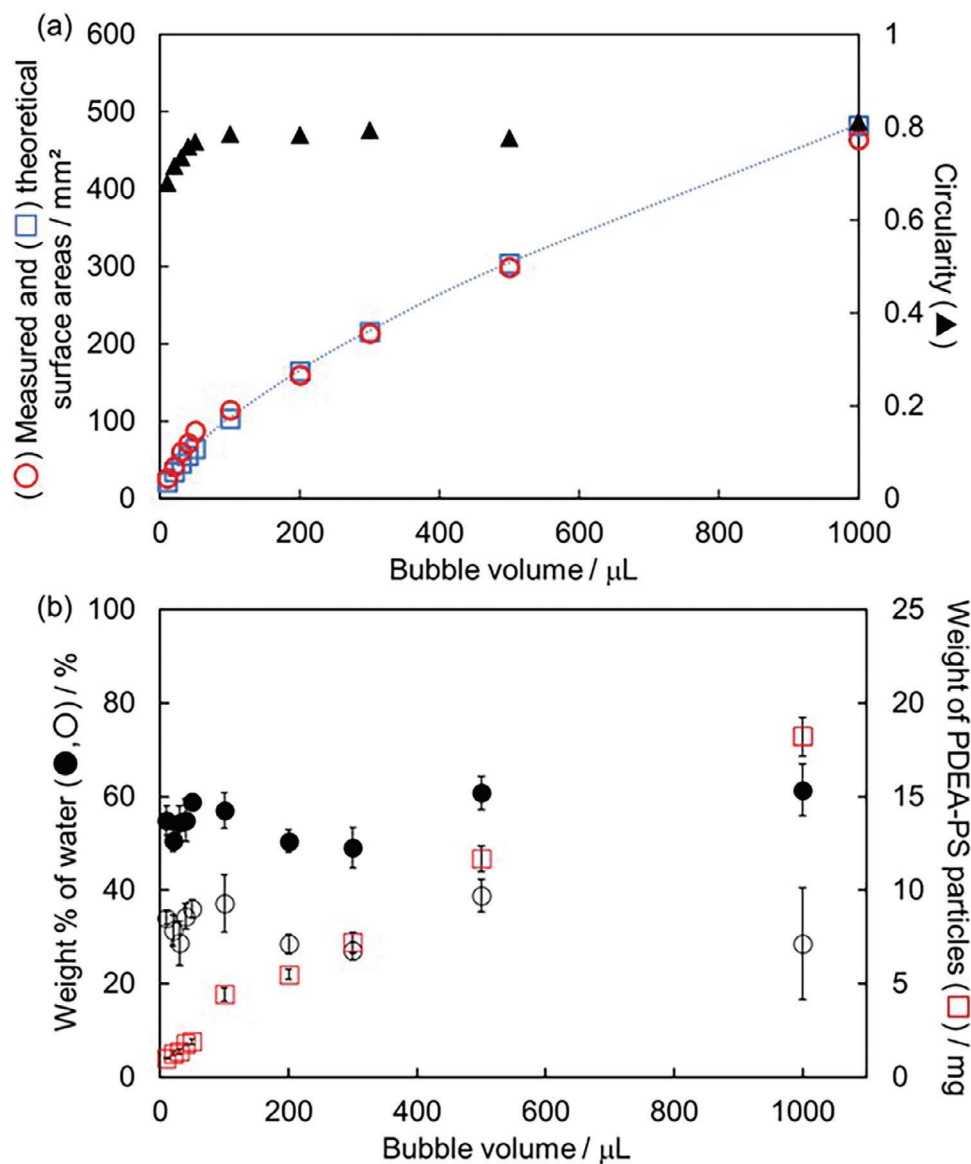 (a)
600
500
400
300
200
100
0
(○) Measured and (□) theoretical
surface areas / mm²
1
0.8
0.6
0.4
0.2
0
Circularity (▲)
0 200 400 600 800 1000
Bubble volume / μL
(b)
100
80
60
40
20
0
Weight % of water (●,○) / %
25
20
15
10
5
0
Weight of PDEA-PS particles (□) / mg
0 200 400 600 800 1000
Bubble volume / μL